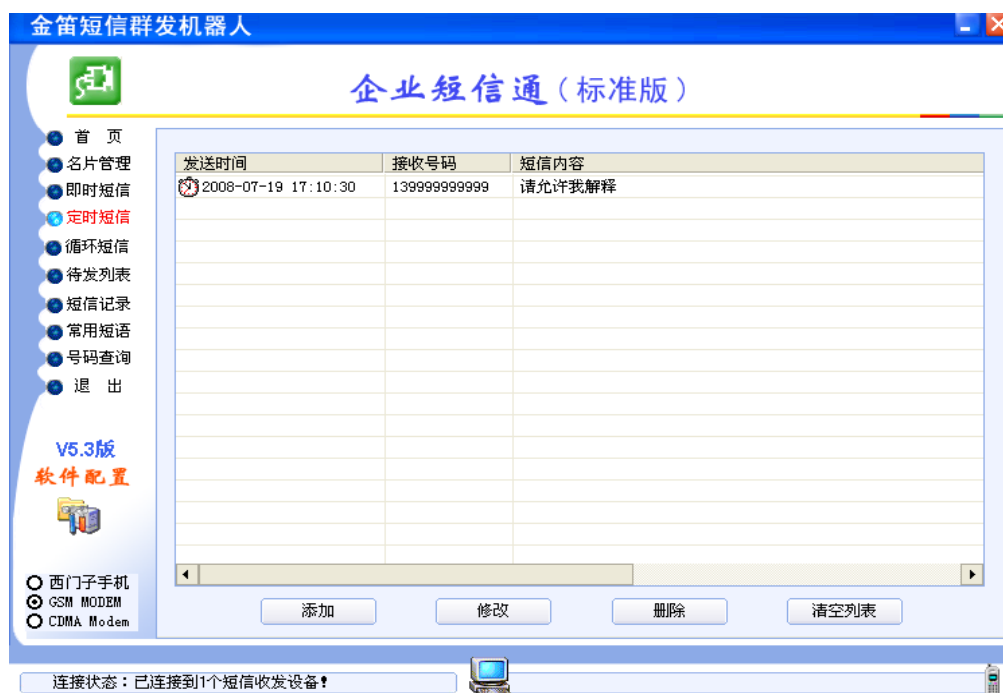 金笛短信群发机器人
企业短信通（标准版）
首 页
名片管理
即时短信
定时短信
循环短信
待发列表
短信记录
常用短语
号码查询
退 出
V5.3版
软件配置
西门子手机
GSM MODEM
CDMA Modem
发送时间 接收号码 短信内容
2008-07-19 17:10:30 139999999999 请允许我解释
添加 修改 删除 清空列表
连接状态：已连接到1个短信收发设备！